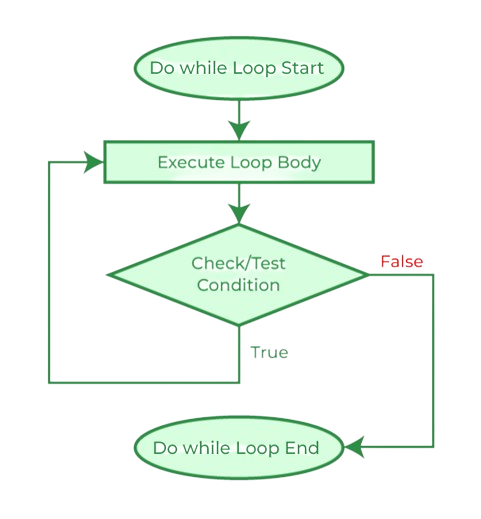 Do while Loop Start
Execute Loop Body
Check/Test
Condition
False
True
Do while Loop End